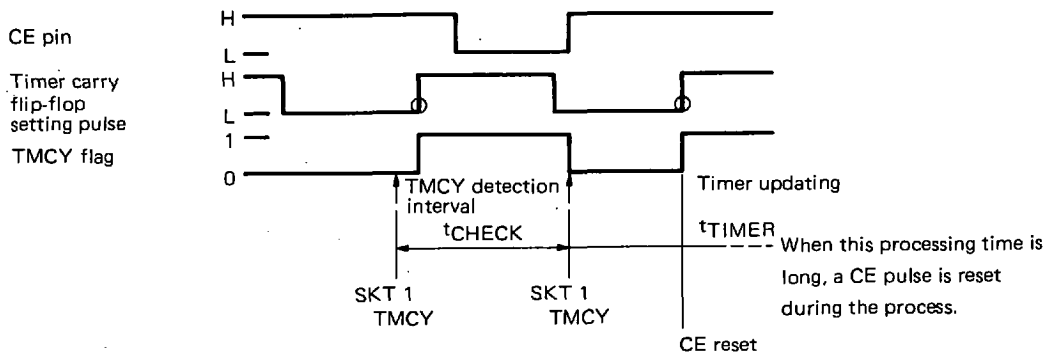 H
CE pin
L
Timer carry
flip-flop
setting pulse
H
L
TMCY flag
1
0
TMCY detection
interval
tCHECK
Timer updating
tTIMER
When this processing time is
long, a CE pulse is reset
during the process.
SKT 1
TMCY
SKT 1
TMCY
CE reset